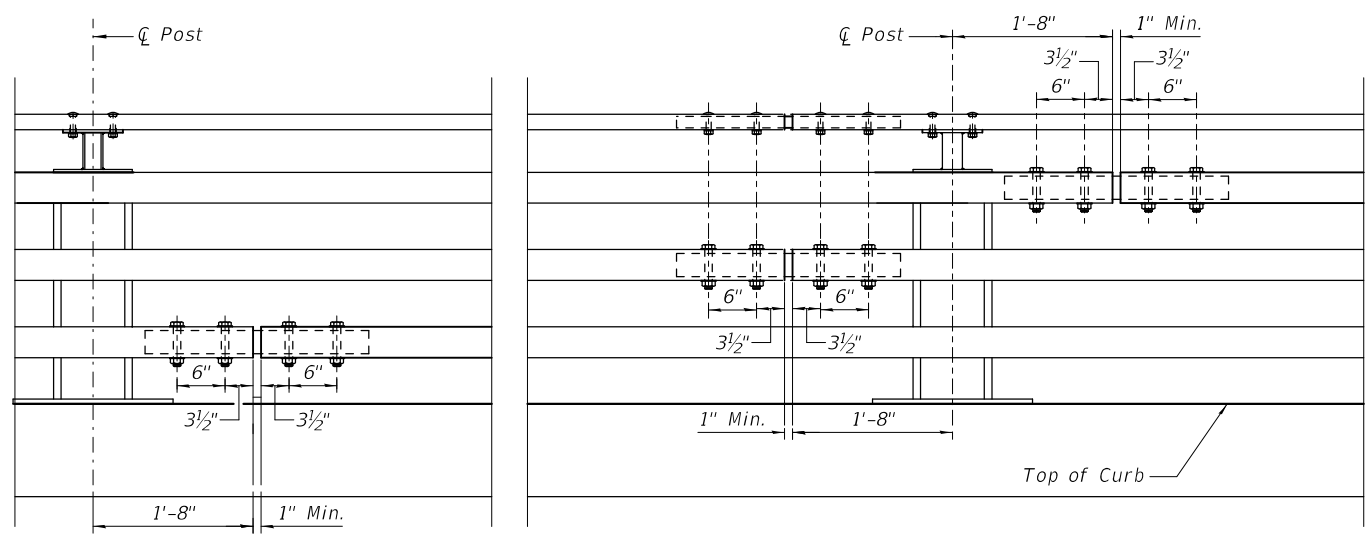 ℄ Post
6"
6"
3½"
3½"
1'-8"
1" Min.
℄ Post
1'-8"
1" Min.
3½"
3½"
6"
6"
6"
6"
3½"
3½"
1" Min.
1'-8"
Top of Curb